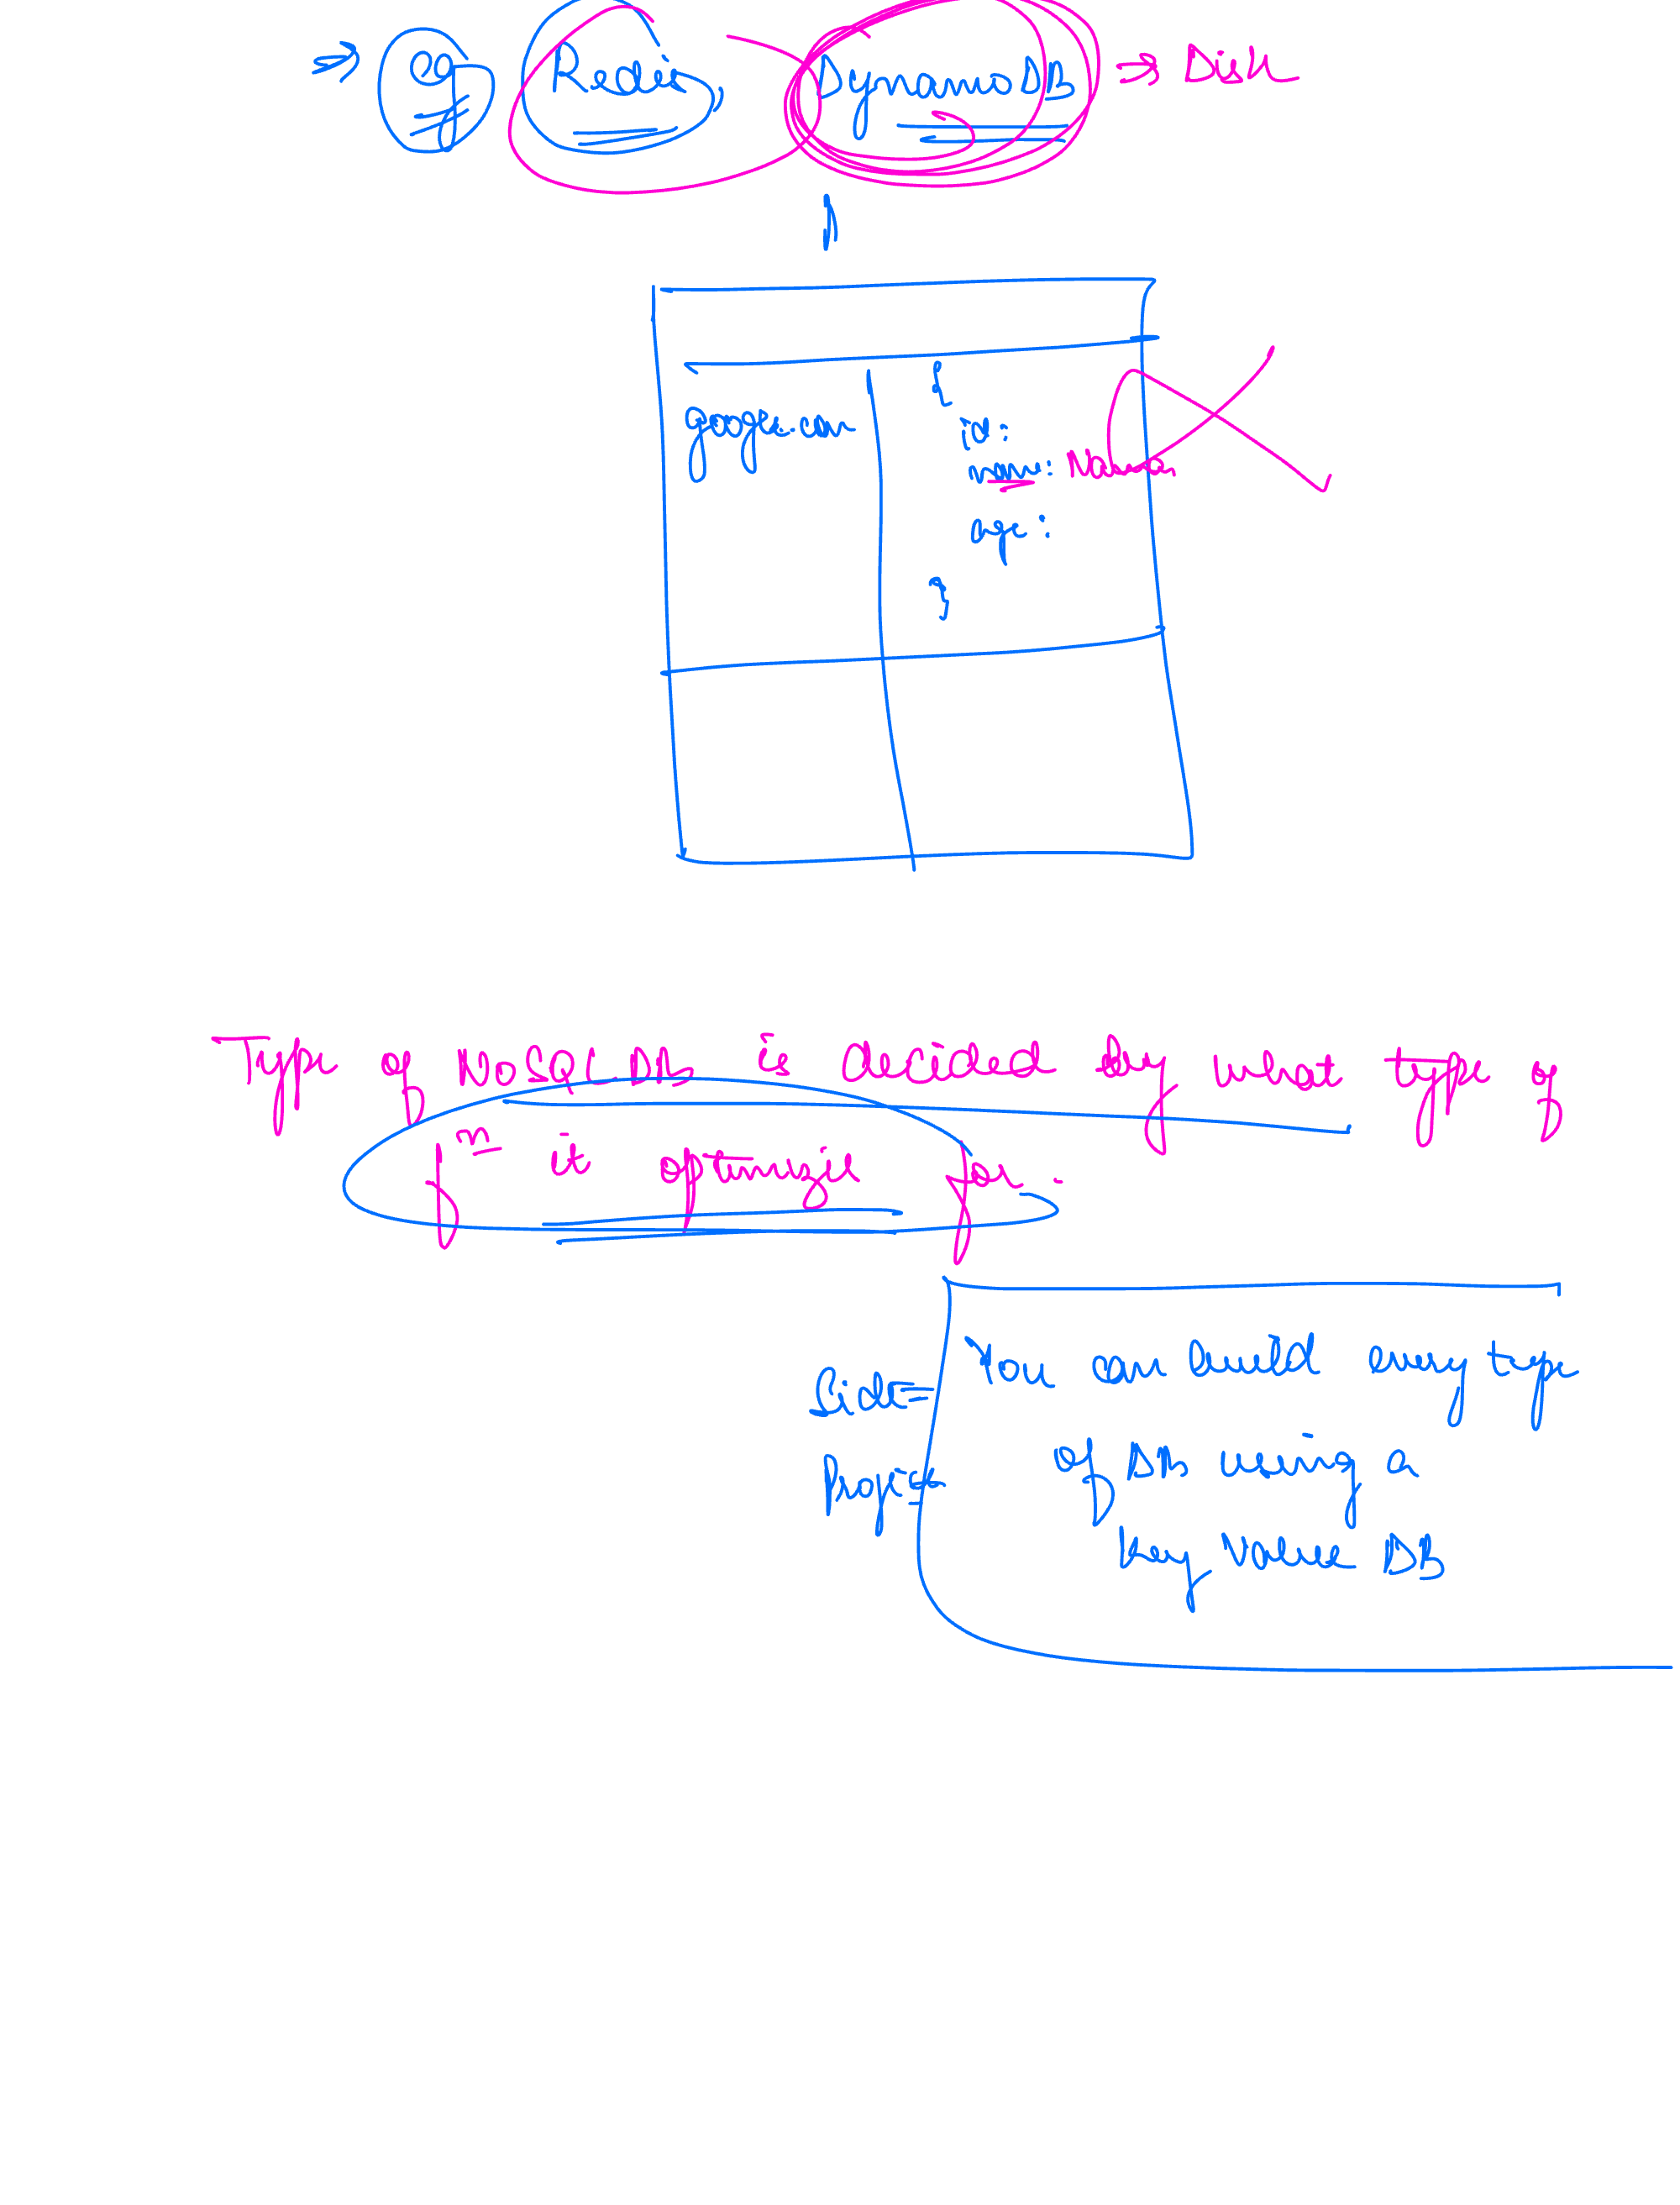 ⇒ eg Redis, DynamoDB ⇒ Disk
google.com {
id:
name: Naman
age:
}
Type of NoSQL DB is decided by what type of
fⁿ it optimize for.
Side Project
You can build every type
of DB using a
Key Value DB